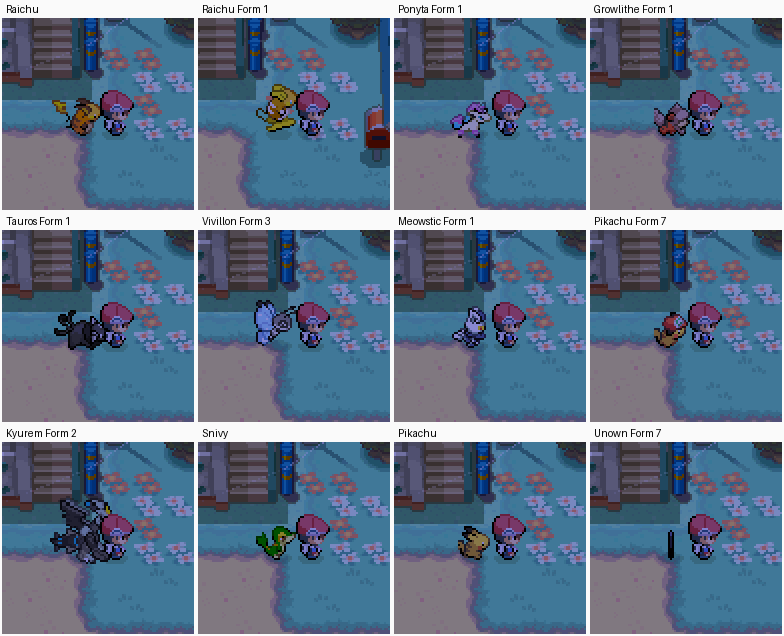 Raichu
Raichu Form 1
Ponyta Form 1
Growlithe Form 1
Tauros Form 1
Vivillon Form 3
Meowstic Form 1
Pikachu Form 7
Kyurem Form 2
Snivy
Pikachu
Unown Form 7